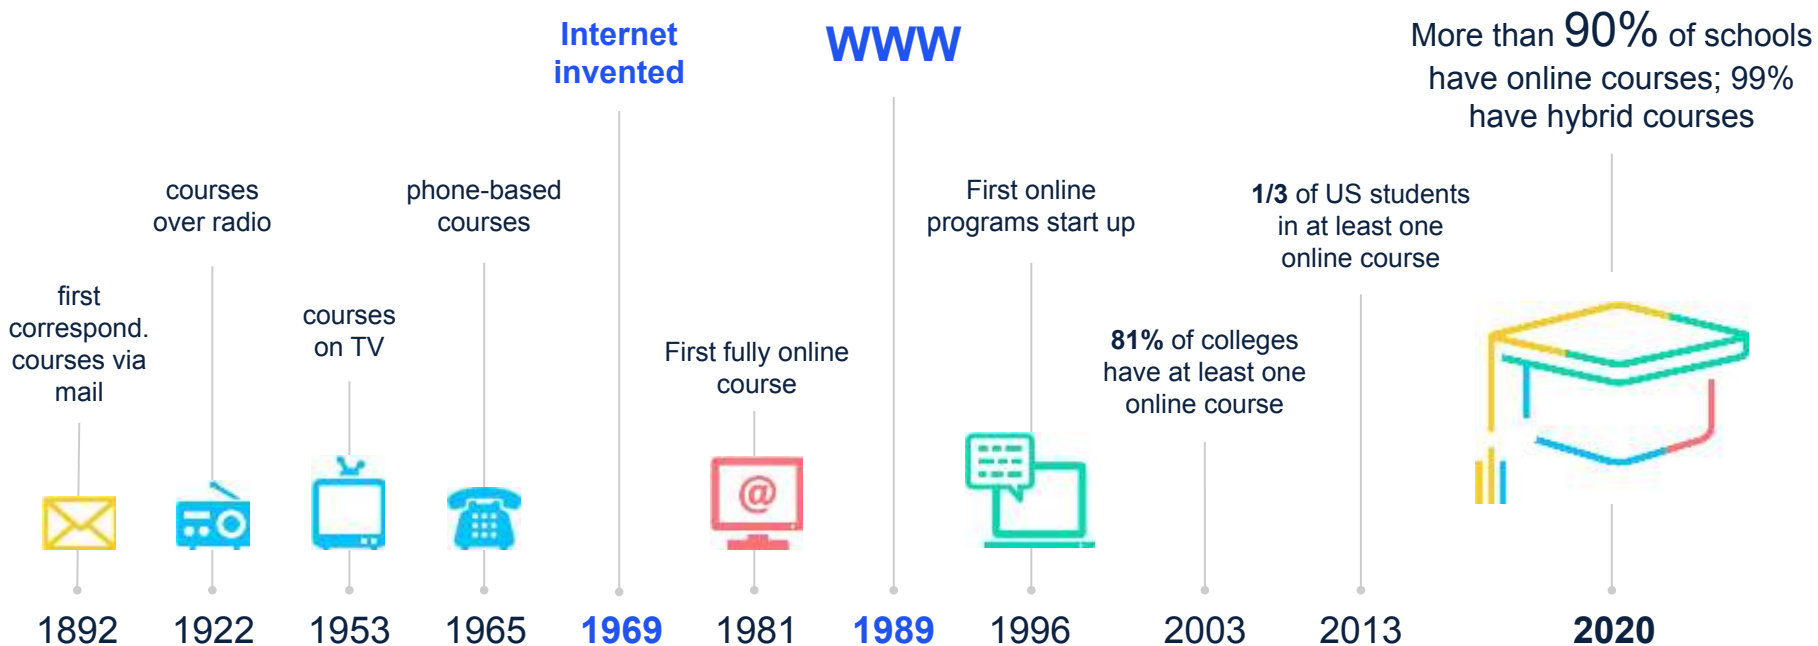 first
correspond.
courses via
mail
1892
courses
over radio
1922
courses
on TV
1953
phone-based
courses
1965
Internet
invented
1969
First fully online
course
@
1981
WWW
1989
First online
programs start up
1996
81% of colleges
have at least one
online course
2003
1/3 of US students
in at least one
online course
2013
More than 90% of schools
have online courses; 99%
have hybrid courses
2020